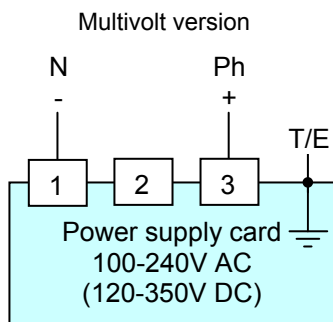 Multivolt version
N Ph
- +
T/E
1 2 3
Power supply card
100-240V AC
(120-350V DC)